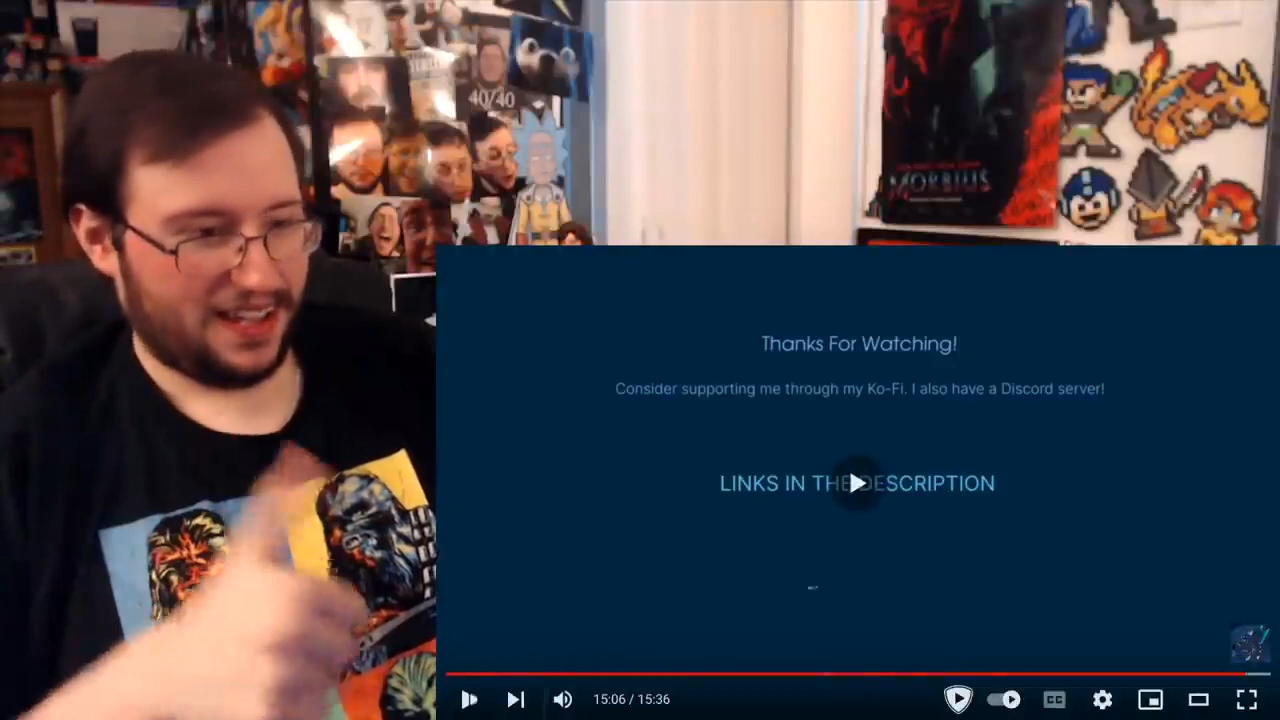 40/40
MORBIUS
Thanks For Watching!
Consider supporting me through my Ko-Fi. I also have a Discord server!
LINKS IN THE DESCRIPTION
15:06 / 15:36
CC